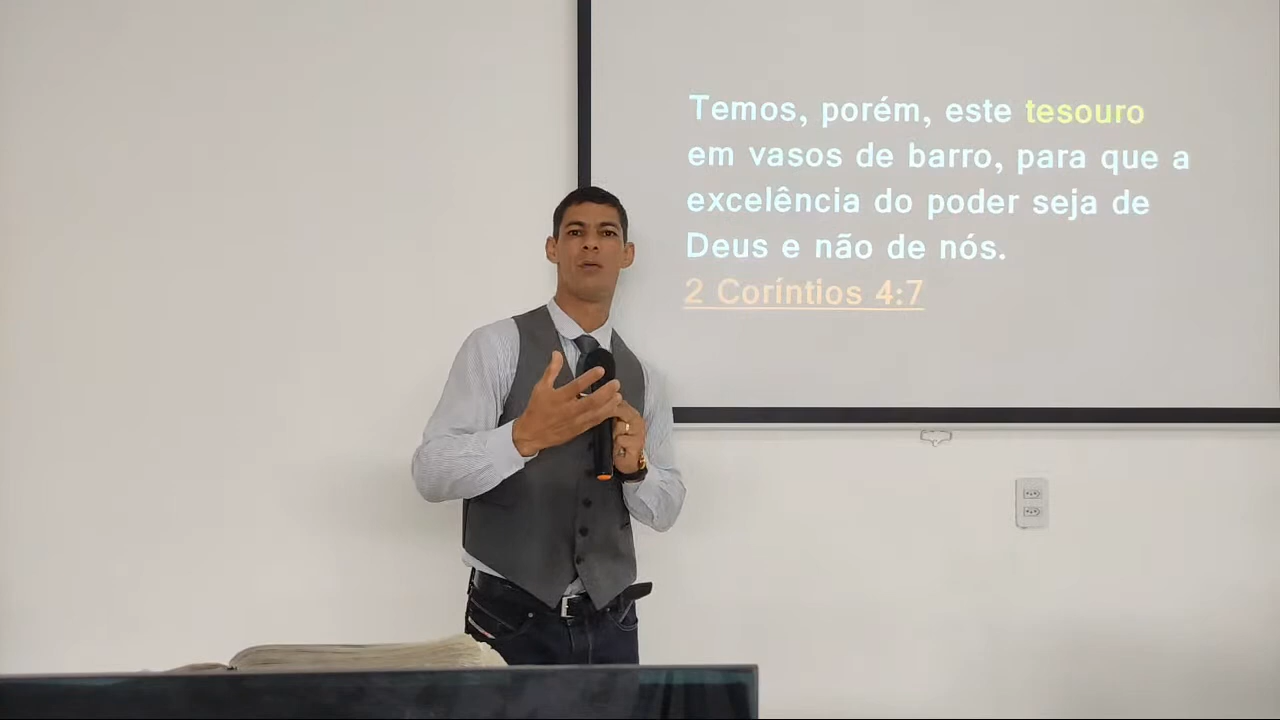 Temos, porém, este tesouro
em vasos de barro, para que a
excelência do poder seja de
Deus e não de nós.
2 Coríntios 4:7